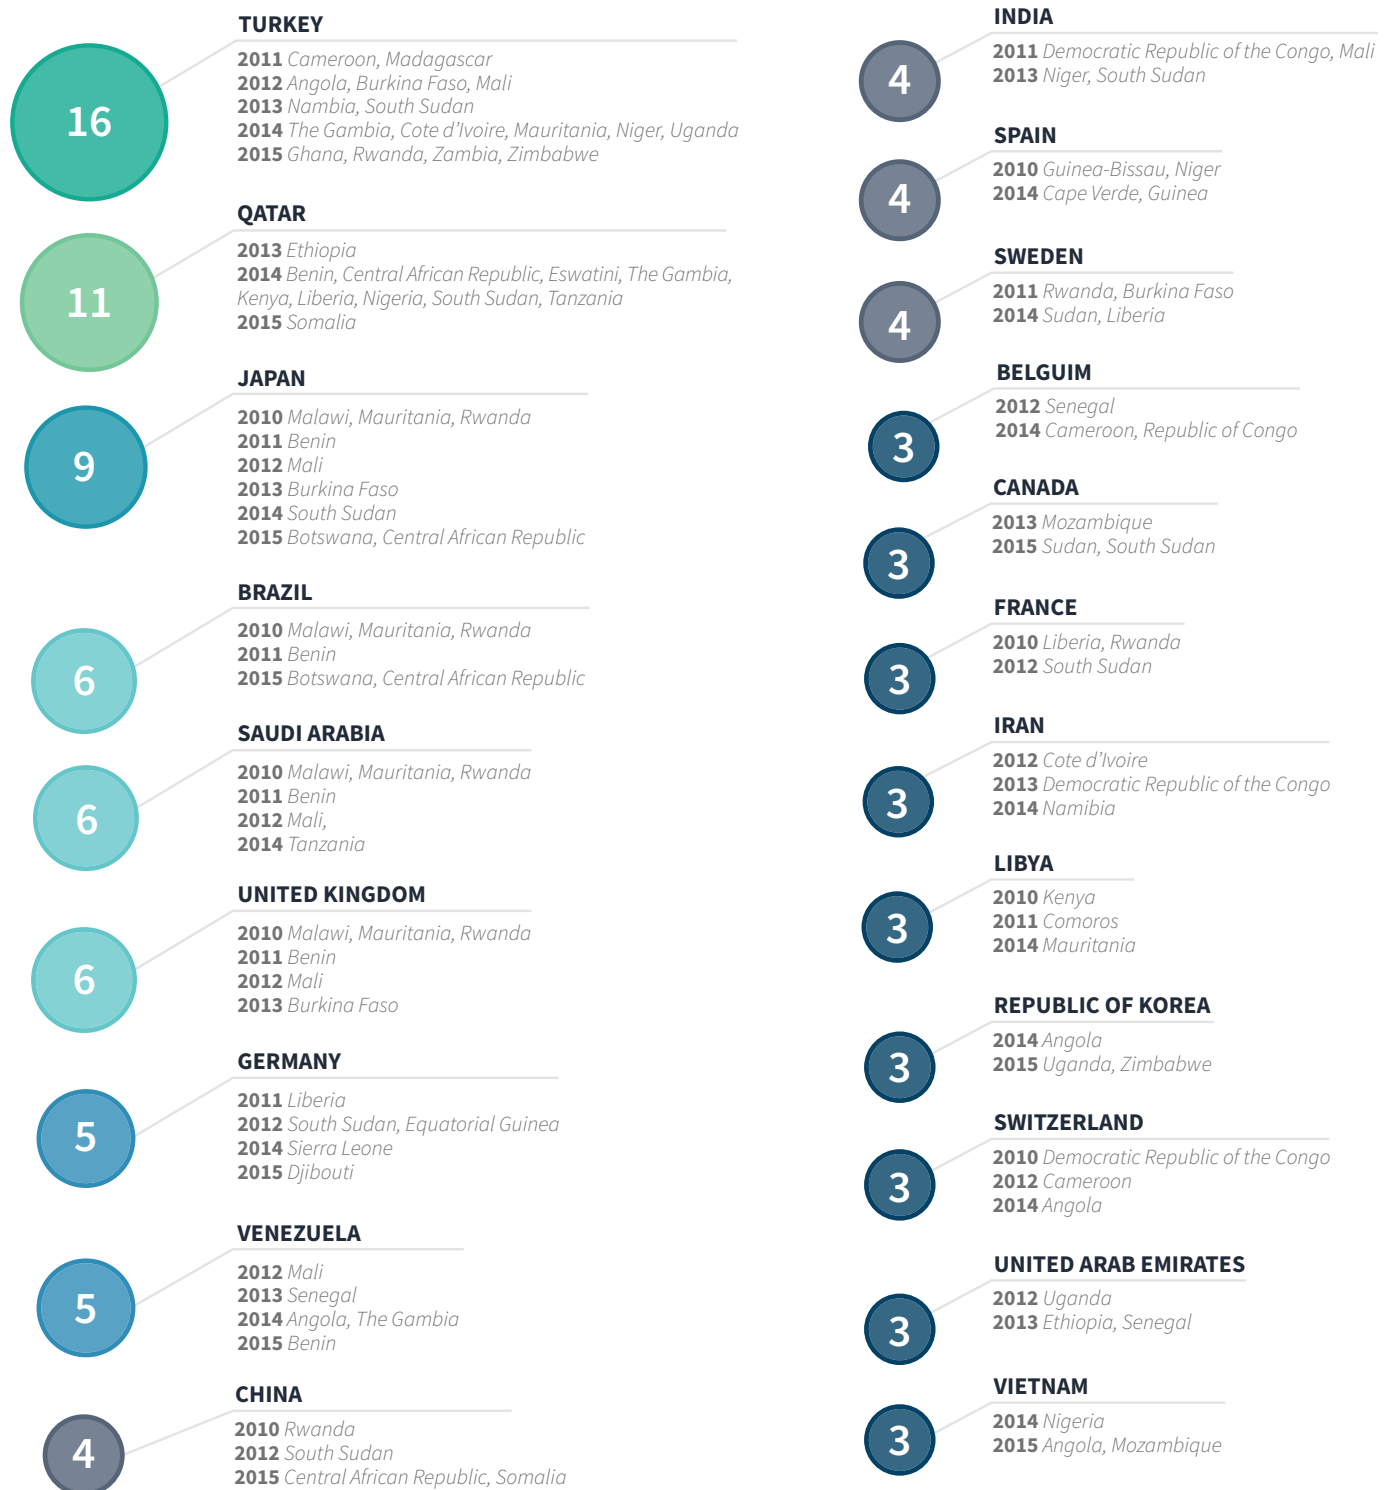 TURKEY
16
2011 Cameroon, Madagascar
2012 Angola, Burkina Faso, Mali
2013 Nambia, South Sudan
2014 The Gambia, Cote d’Ivoire, Mauritania, Niger, Uganda
2015 Ghana, Rwanda, Zambia, Zimbabwe
QATAR
11
2013 Ethiopia
2014 Benin, Central African Republic, Eswatini, The Gambia,
Kenya, Liberia, Nigeria, South Sudan, Tanzania
2015 Somalia
JAPAN
9
2010 Malawi, Mauritania, Rwanda
2011 Benin
2012 Mali
2013 Burkina Faso
2014 South Sudan
2015 Botswana, Central African Republic
BRAZIL
6
2010 Malawi, Mauritania, Rwanda
2011 Benin
2015 Botswana, Central African Republic
SAUDI ARABIA
6
2010 Malawi, Mauritania, Rwanda
2011 Benin
2012 Mali,
2014 Tanzania
UNITED KINGDOM
6
2010 Malawi, Mauritania, Rwanda
2011 Benin
2012 Mali
2013 Burkina Faso
GERMANY
5
2011 Liberia
2012 South Sudan, Equatorial Guinea
2014 Sierra Leone
2015 Djibouti
VENEZUELA
5
2012 Mali
2013 Senegal
2014 Angola, The Gambia
2015 Benin
CHINA
4
2010 Rwanda
2012 South Sudan
2015 Central African Republic, Somalia
INDIA
4
2011 Democratic Republic of the Congo, Mali
2013 Niger, South Sudan
SPAIN
4
2010 Guinea-Bissau, Niger
2014 Cape Verde, Guinea
SWEDEN
4
2011 Rwanda, Burkina Faso
2014 Sudan, Liberia
BELGUIM
3
2012 Senegal
2014 Cameroon, Republic of Congo
CANADA
3
2013 Mozambique
2015 Sudan, South Sudan
FRANCE
3
2010 Liberia, Rwanda
2012 South Sudan
IRAN
3
2012 Cote d’Ivoire
2013 Democratic Republic of the Congo
2014 Namibia
LIBYA
3
2010 Kenya
2011 Comoros
2014 Mauritania
REPUBLIC OF KOREA
3
2014 Angola
2015 Uganda, Zimbabwe
SWITZERLAND
3
2010 Democratic Republic of the Congo
2012 Cameroon
2014 Angola
UNITED ARAB EMIRATES
3
2012 Uganda
2013 Ethiopia, Senegal
VIETNAM
3
2014 Nigeria
2015 Angola, Mozambique